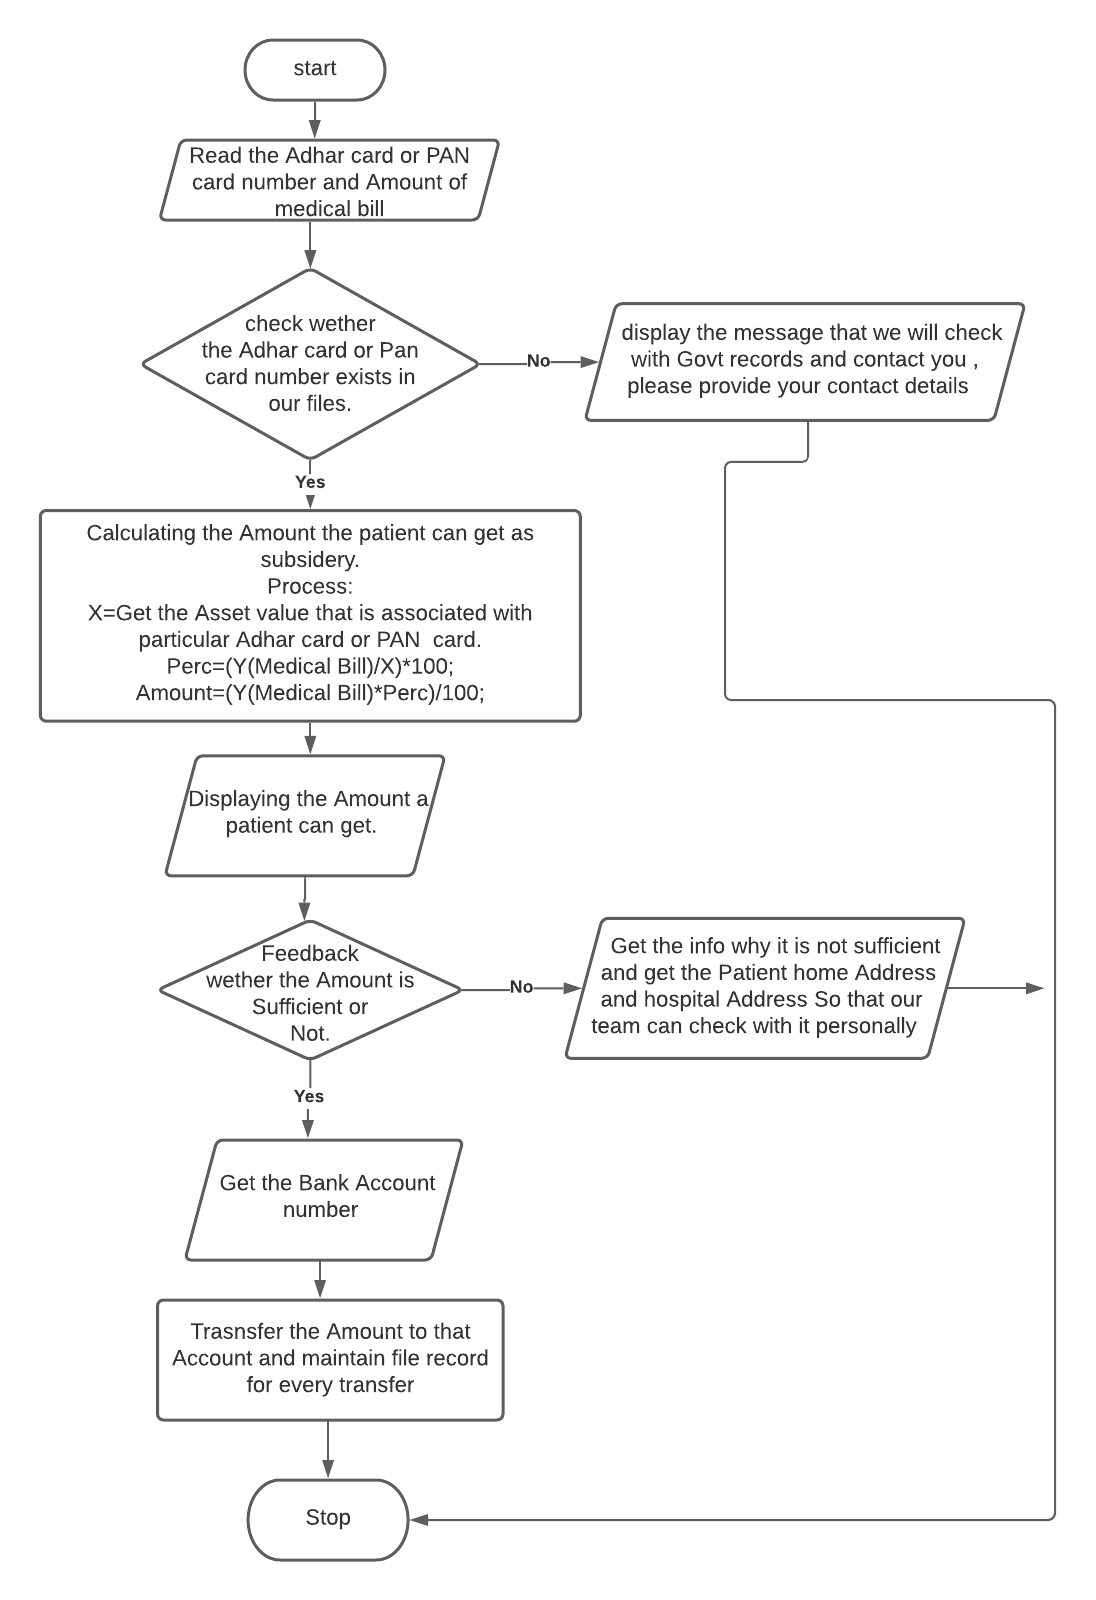 start
Read the Adhar card or PAN
card number and Amount of
medical bill
check wether
the Adhar card or Pan
card number exists in
our files.
No
display the message that we will check
with Govt records and contact you ,
please provide your contact details
Yes
Calculating the Amount the patient can get as
subsidery.
Process:
X=Get the Asset value that is associated with
particular Adhar card or PAN  card.
Perc=(Y(Medical Bill)/X)*100;
Amount=(Y(Medical Bill)*Perc)/100;
Displaying the Amount a
patient can get.
Feedback
wether the Amount is
Sufficient or
Not.
No
Get the info why it is not sufficient
and get the Patient home Address
and hospital Address So that our
team can check with it personally
Yes
Get the Bank Account
number
Trasnsfer the Amount to that
Account and maintain file record
for every transfer
Stop